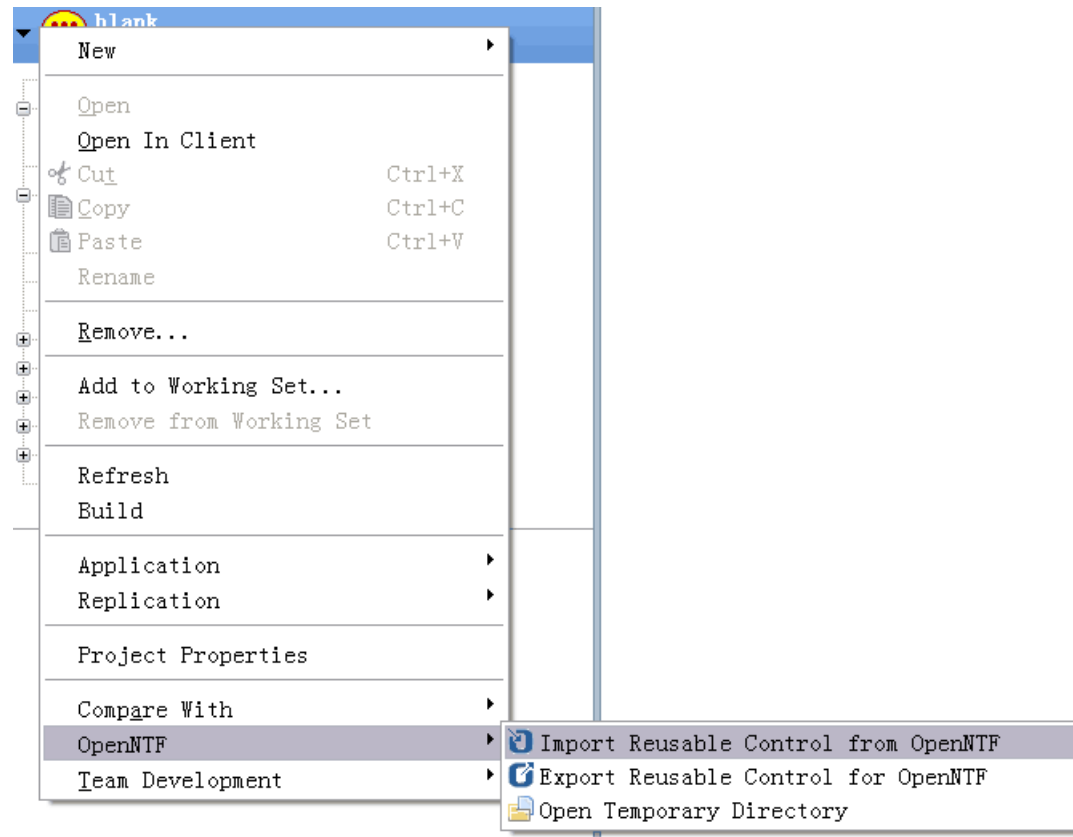 blank
New
Open
Open In Client
Cut Ctrl+X
Copy Ctrl+C
Paste Ctrl+V
Rename
Remove...
Add to Working Set...
Remove from Working Set
Refresh
Build
Application
Replication
Project Properties
Compare With
OpenNTF
Import Reusable Control from OpenNTF
Export Reusable Control for OpenNTF
Team Development
Open Temporary Directory